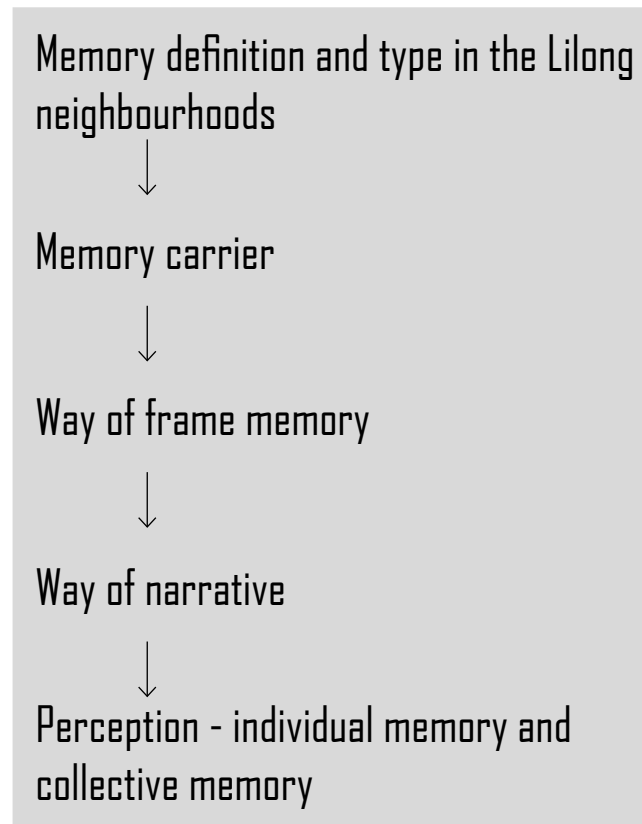 Memory definition and type in the Lilong
neighbourhoods
Memory carrier
Way of frame memory
Way of narrative
Perception - individual memory and
collective memory